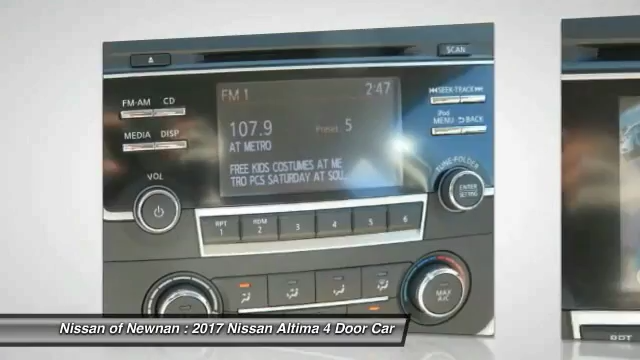 SCAN
FM-AM CD
MEDIA DISP
VOL
FM 1 2:47
107.9 Preset 5
AT METRO
FREE KIDS COSTUMES AT ME
TRO PCS SATURDAY AT SOU...
SEEK·TRACK
iPod
MENU BACK
TUNE·FOLDER
ENTER
SETTING
RPT
1
RDM
2
3
4
5
6
MAX
A/C
Nissan of Newnan : 2017 Nissan Altima 4 Door Car